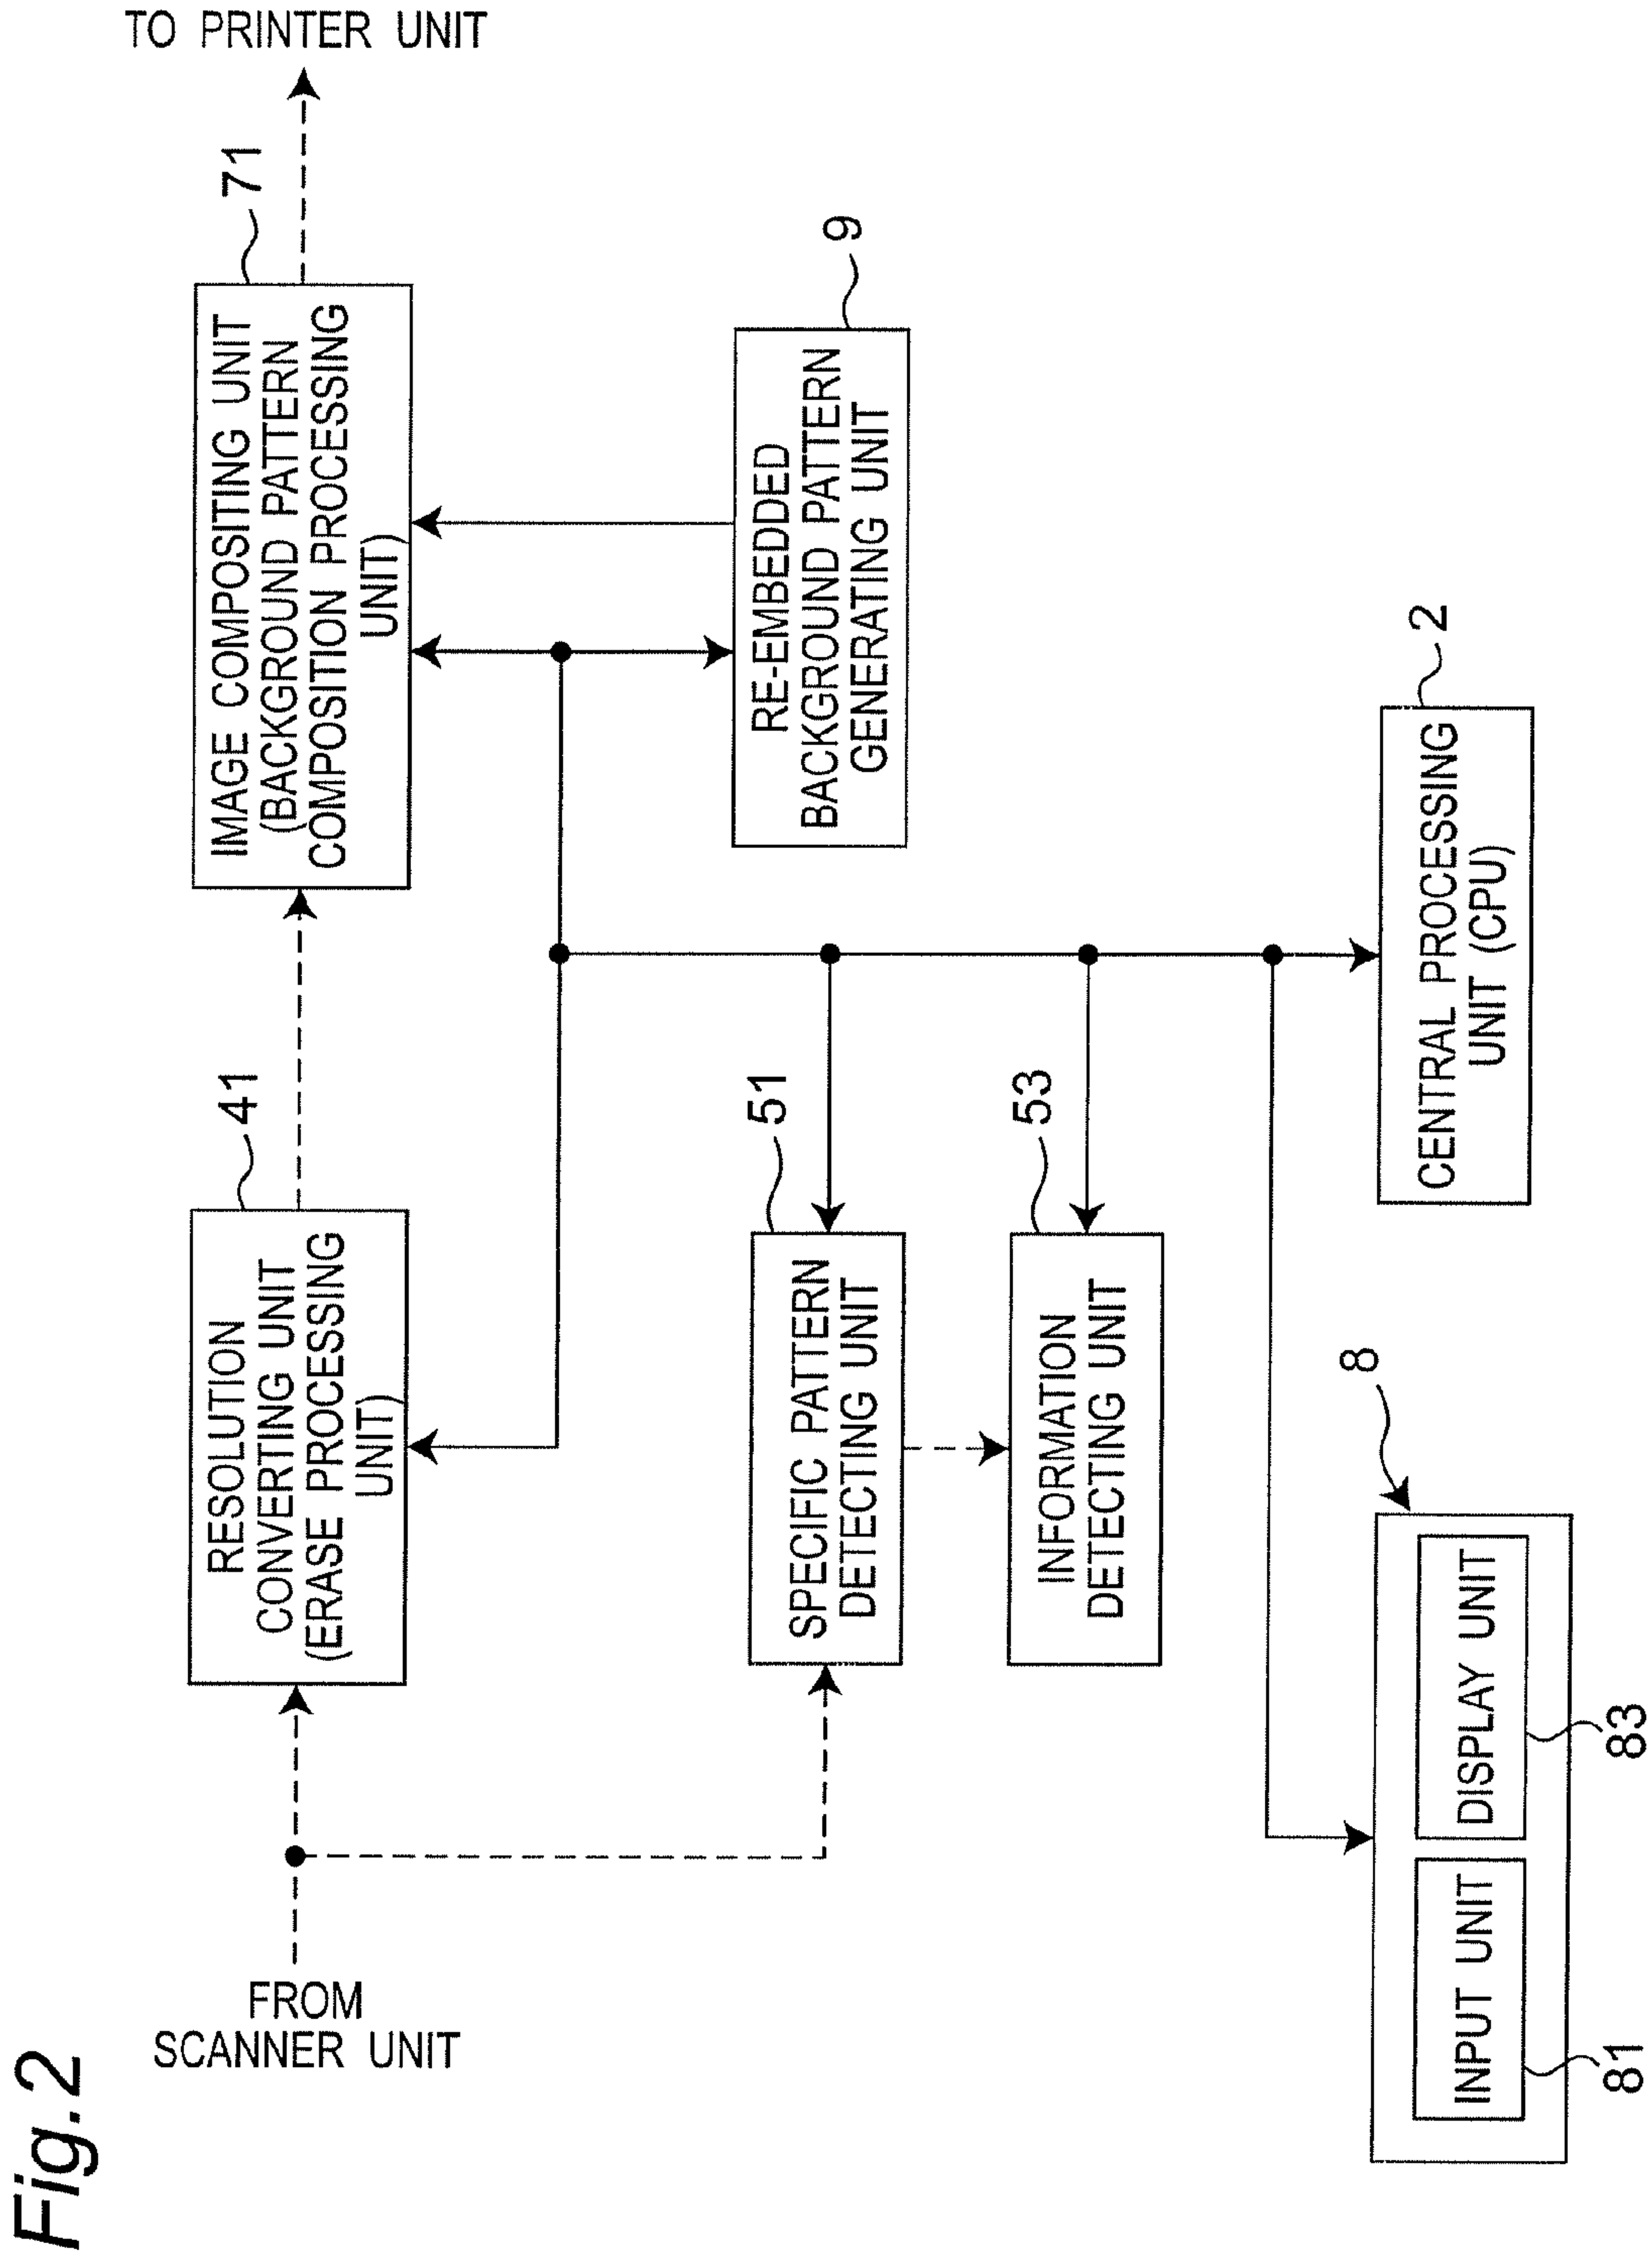 Fig.2
FROM
SCANNER UNIT
41
RESOLUTION
CONVERTING UNIT
(ERASE PROCESSING
UNIT)
71
IMAGE COMPOSITING UNIT
(BACKGROUND PATTERN
COMPOSITION PROCESSING
UNIT)
TO PRINTER UNIT
51
SPECIFIC PATTERN
DETECTING UNIT
9
RE-EMBEDDED
BACKGROUND PATTERN
GENERATING UNIT
53
INFORMATION
DETECTING UNIT
8
INPUT UNIT
DISPLAY UNIT
81
83
2
CENTRAL PROCESSING
UNIT (CPU)